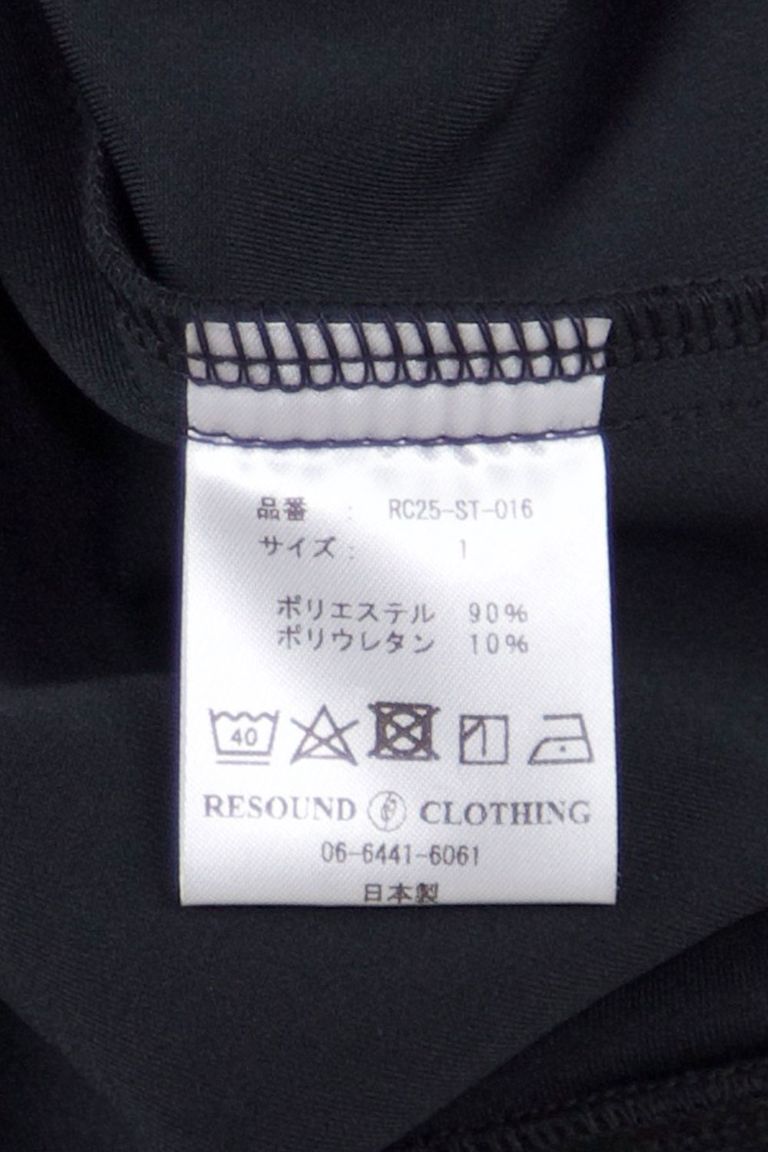 品番 : RC25-ST-016
サイズ: 1
ポリエステル 90%
ポリウレタン 10%
40
RESOUND CLOTHING
06-6441-6061
日本製